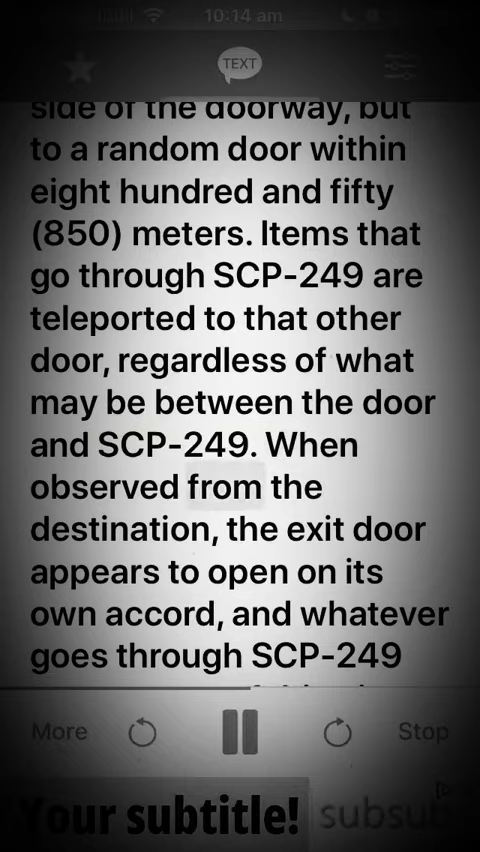 10:14 am
TEXT
side of the doorway, but
to a random door within
eight hundred and fifty
(850) meters. Items that
go through SCP-249 are
teleported to that other
door, regardless of what
may be between the door
and SCP-249. When
observed from the
destination, the exit door
appears to open on its
own accord, and whatever
goes through SCP-249
More
Stop
Your subtitle!